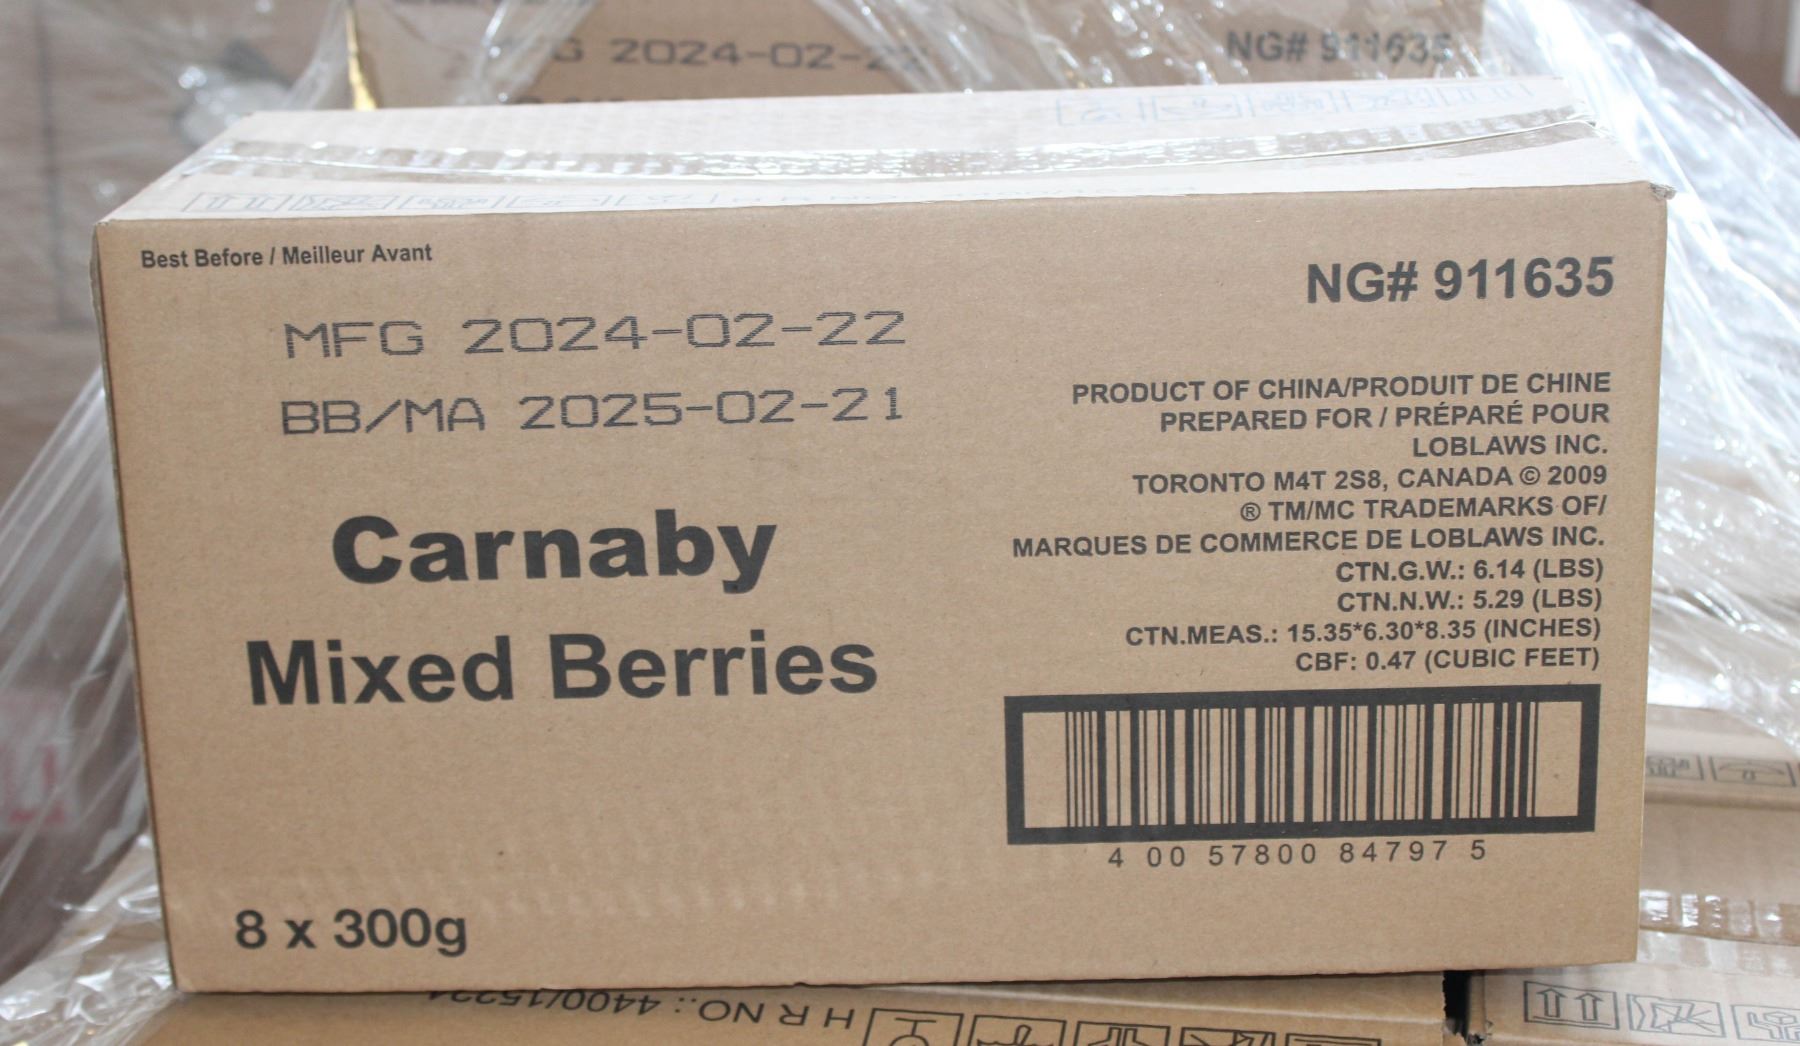 MFG 2024-02-22
NG# 911635
Best Before / Meilleur Avant
MFG 2024-02-22
BB/MA 2025-02-21
Carnaby
Mixed Berries
8 x 300g
NG# 911635
PRODUCT OF CHINA/PRODUIT DE CHINE
PREPARED FOR / PRÉPARÉ POUR
LOBLAWS INC.
TORONTO M4T 2S8, CANADA © 2009
® TM/MC TRADEMARKS OF/
MARQUES DE COMMERCE DE LOBLAWS INC.
CTN.G.W.: 6.14 (LBS)
CTN.N.W.: 5.29 (LBS)
CTN.MEAS.: 15.35*6.30*8.35 (INCHES)
CBF: 0.47 (CUBIC FEET)
4 00 57800 84797 5
H R NO.: 4400/15224